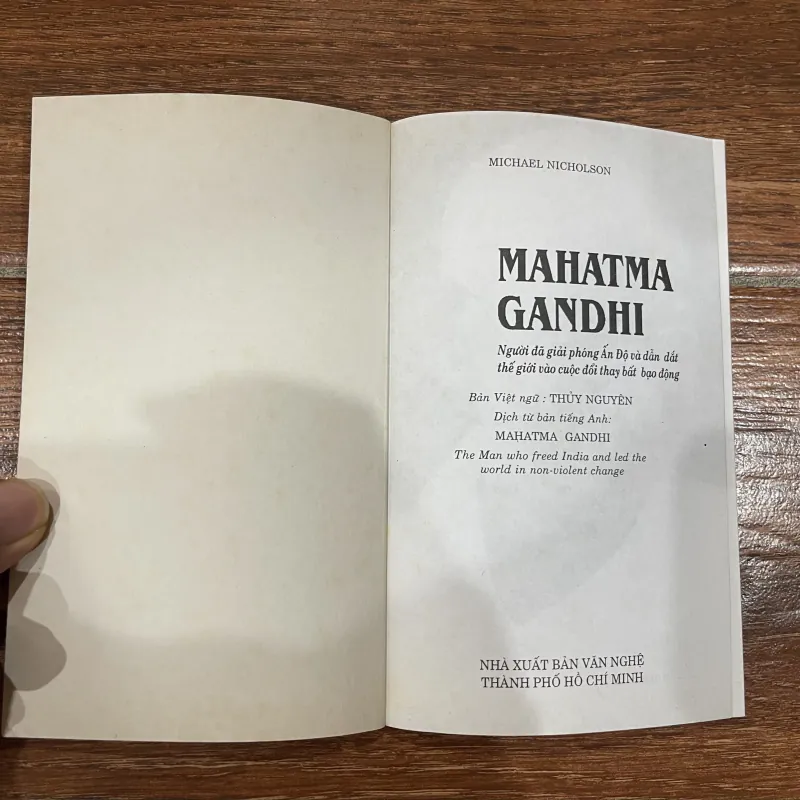 MICHAEL NICHOLSON
MAHATMA
GANDHI
Người đã giải phóng Ấn Độ và dẫn dắt
thế giới vào cuộc đổi thay bất bạo động
Bản Việt ngữ : THỦY NGUYÊN
Dịch từ bản tiếng Anh:
MAHATMA GANDHI
The Man who freed India and led the
world in non-violent change
NHÀ XUẤT BẢN VĂN NGHỆ
THÀNH PHỐ HỒ CHÍ MINH